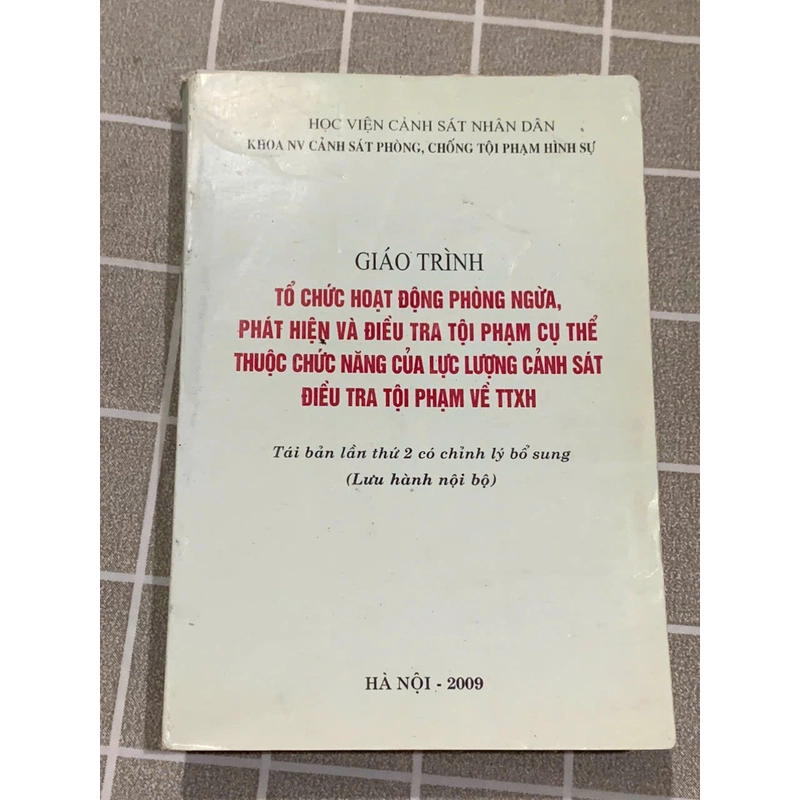 HỌC VIỆN CẢNH SÁT NHÂN DÂN
KHOA NV CẢNH SÁT PHÒNG, CHỐNG TỘI PHẠM HÌNH SỰ
GIÁO TRÌNH
TỔ CHỨC HOẠT ĐỘNG PHÒNG NGỪA,
PHÁT HIỆN VÀ ĐIỀU TRA TỘI PHẠM CỤ THỂ
THUỘC CHỨC NĂNG CỦA LỰC LƯỢNG CẢNH SÁT
ĐIỀU TRA TỘI PHẠM VỀ TTXH
Tái bản lần thứ 2 có chỉnh lý bổ sung
(Lưu hành nội bộ)
HÀ NỘI - 2009